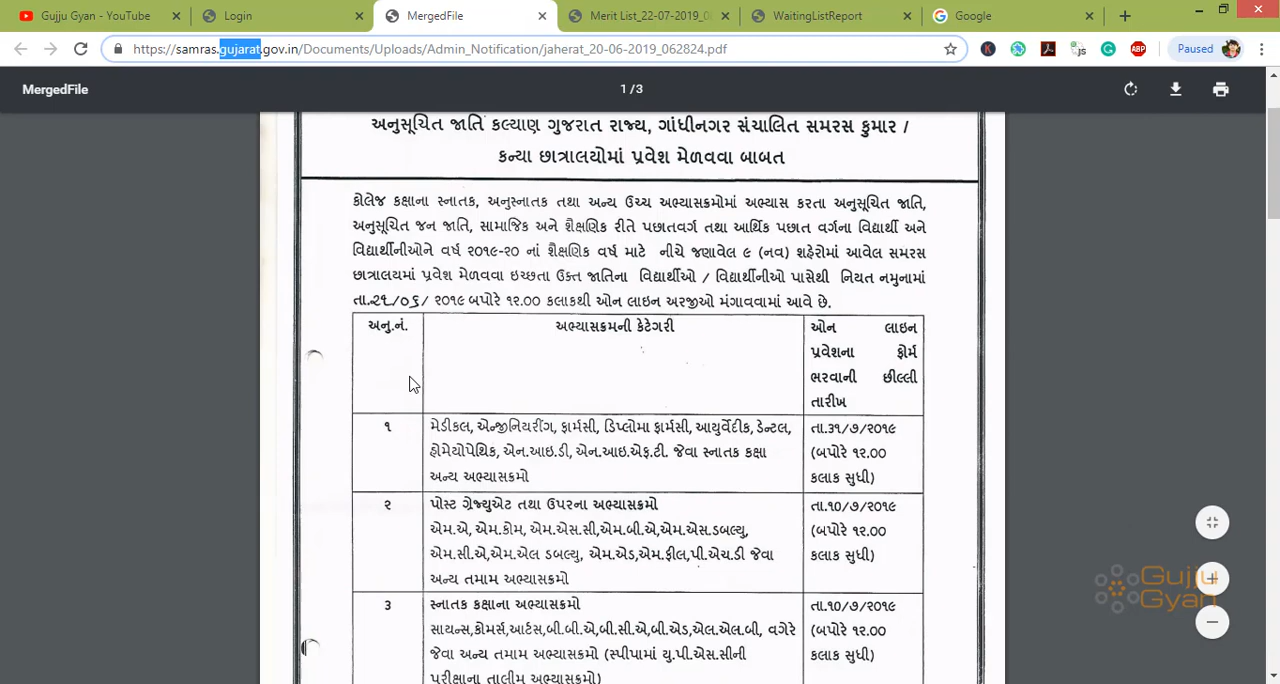 Gujju Gyan - YouTube
Login
MergedFile
Merit List_22-07-2019_0
WaitingListReport
Google
https://samras.gujarat.gov.in/Documents/Uploads/Admin_Notification/jaherat_20-06-2019_062824.pdf
Paused
MergedFile
1 / 3
અનુસૂચિત જાતિ કલ્યાણ ગુજરાત રાજ્ય, ગાંધીનગર સંચાલિત સમરસ કુમાર /
કન્યા છાત્રાલયોમાં પ્રવેશ મેળવવા બાબત
કોલેજ કક્ષાના સ્નાતક, અનુસ્નાતક તથા અન્ય ઉચ્ચ અભ્યાસક્રમોમાં અભ્યાસ કરતા અનુસૂચિત જાતિ,
અનુસૂચિત જન જાતિ, સામાજિક અને શૈક્ષણિક રીતે પછાતવર્ગ તથા આર્થિક પછાત વર્ગના વિદ્યાર્થી અને
વિદ્યાર્થીનીઓને વર્ષ ૨૦૧૯-૨૦ નાં શૈક્ષણિક વર્ષ માટે નીચે જણાવેલ ૯ (નવ) શહેરોમાં આવેલ સમરસ
છાત્રાલયમાં પ્રવેશ મેળવવા ઇચ્છતા ઉક્ત જાતિના વિદ્યાર્થીઓ / વિદ્યાર્થીનીઓ પાસેથી નિયત નમુનામાં
તા.૨૧/૦૬/ ૨૦૧૯ બપોરે ૧૨.૦૦ કલાકથી ઓન લાઇન અરજીઓ મંગાવવામાં આવે છે.
અનુ.નં.
અભ્યાસક્રમની કેટેગરી
ઓન લાઇન
પ્રવેશના ફોર્મ
ભરવાની છીલ્લી
તારીખ
૧
મેડીકલ, એન્જીનિયરીંગ, ફાર્મસી, ડિપ્લોમા ફાર્મસી, આયુર્વેદીક, ડેન્ટલ,
હોમેયોપેથિક, એન.આઇ.ડી, એન.આઇ.એફ.ટી. જેવા સ્નાતક કક્ષા
અન્ય અભ્યાસક્રમો
તા.૩૧/૭/૨૦૧૯
(બપોરે ૧૨.૦૦
કલાક સુધી)
૨
પોસ્ટ ગ્રેજ્યુએટ તથા ઉપરના અભ્યાસક્રમો
એમ.એ, એમ.કોમ, એમ.એસ.સી,એમ.બી.એ,એમ.એસ.ડબલ્યુ,
એમ.સી.એ,એમ.એલ ડબલ્યુ, એમ.એડ,એમ.ફીલ,પી.એચ.ડી જેવા
અન્ય તમામ અભ્યાસક્રમો
તા.૧૦/૭/૨૦૧૯
(બપોરે ૧૨.૦૦
કલાક સુધી)
૩
સ્નાતક કક્ષાના અભ્યાસક્રમો
સાયન્સ,કોમર્સ,આર્ટસ,બી.બી.એ,બી.સી.એ,બી.એડ,એલ.એલ.બી, વગેરે
જેવા અન્ય તમામ અભ્યાસક્રમો (સ્પીપામાં યુ.પી.એસ.સીની
પરીક્ષાના તાલીમ અભ્યાસક્રમો)
તા.૧૦/૭/૨૦૧૯
(બપોરે ૧૨.૦૦
કલાક સુધી)
Gujju
Gyan